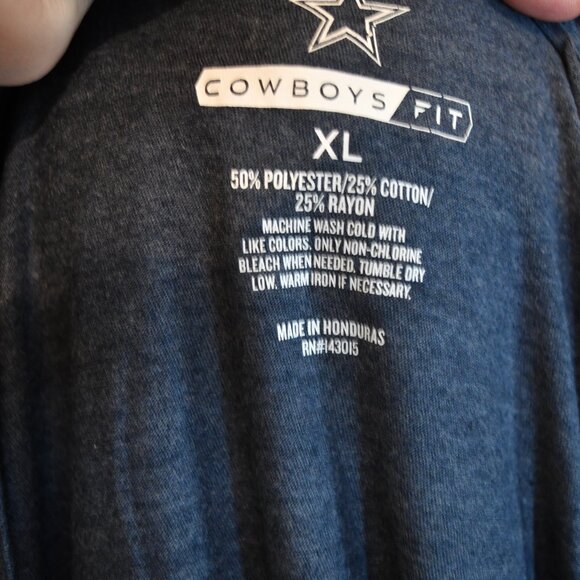 COWBOYS FIT
XL
50% POLYESTER/25% COTTON/
25% RAYON
MACHINE WASH COLD WITH
LIKE COLORS. ONLY NON-CHLORINE
BLEACH WHEN NEEDED. TUMBLE DRY
LOW. WARM IRON IF NECESSARY.
MADE IN HONDURAS
RN#143015